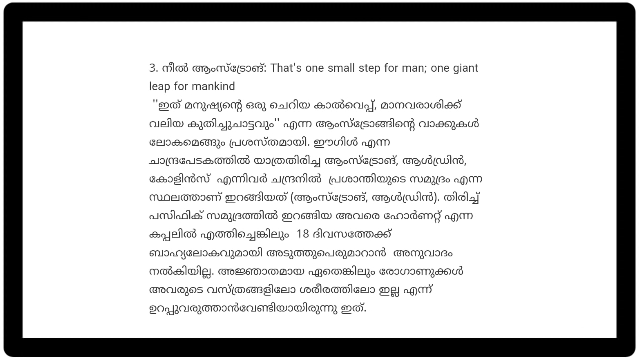 3. നീൽ ആംസ്ട്രോങ്: That's one small step for man; one giant
leap for mankind
"ഇത് മനുഷ്യന്റെ ഒരു ചെറിയ കാൽവെപ്പ്, മാനവരാശിക്ക്
വലിയ കുതിച്ചുചാട്ടവും" എന്ന ആംസ്ട്രോങ്ങിന്റെ വാക്കുകൾ
ലോകമെങ്ങും പ്രശസ്തമായി. ഈഗിൾ എന്ന
ചാന്ദ്രപേടകത്തിൽ യാത്രതിരിച്ച ആംസ്ട്രോങ്, ആൾഡ്രിൻ,
കോളിൻസ് എന്നിവർ ചന്ദ്രനിൽ പ്രശാന്തിയുടെ സമുദ്രം എന്ന
സ്ഥലത്താണ് ഇറങ്ങിയത് (ആംസ്ട്രോങ്, ആൾഡ്രിൻ). തിരിച്ച്
പസിഫിക് സമുദ്രത്തിൽ ഇറങ്ങിയ അവരെ ഹോർണറ്റ് എന്ന
കപ്പലിൽ എത്തിച്ചെങ്കിലും 18 ദിവസത്തേക്ക്
ബാഹ്യലോകവുമായി അടുത്തുപെരുമാറാൻ അനുവാദം
നൽകിയില്ല. അജ്ഞാതമായ ഏതെങ്കിലും രോഗാണുക്കൾ
അവരുടെ വസ്ത്രങ്ങളിലോ ശരീരത്തിലോ ഇല്ല എന്ന്
ഉറപ്പുവരുത്താൻവേണ്ടിയായിരുന്നു ഇത്.